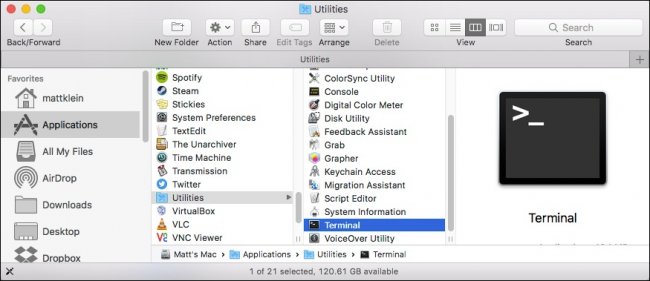 Utilities
Back/Forward
New Folder
Action
Share
Edit Tags
Arrange
Delete
View
Search
Search
Utilities
Favorites
mattklein
Applications
All My Files
AirDrop
Downloads
Desktop
Dropbox
Spotify
Steam
Stickies
System Preferences
TextEdit
The Unarchiver
Time Machine
Transmission
Twitter
Utilities
VirtualBox
VLC
VNC Viewer
ColorSync Utility
Console
Digital Color Meter
Disk Utility
Feedback Assistant
Grab
Grapher
Keychain Access
Migration Assistant
Script Editor
System Information
Terminal
VoiceOver Utility
>_
Terminal
Matt's Mac › Applications › Utilities › Terminal
1 of 21 selected, 120.61 GB available